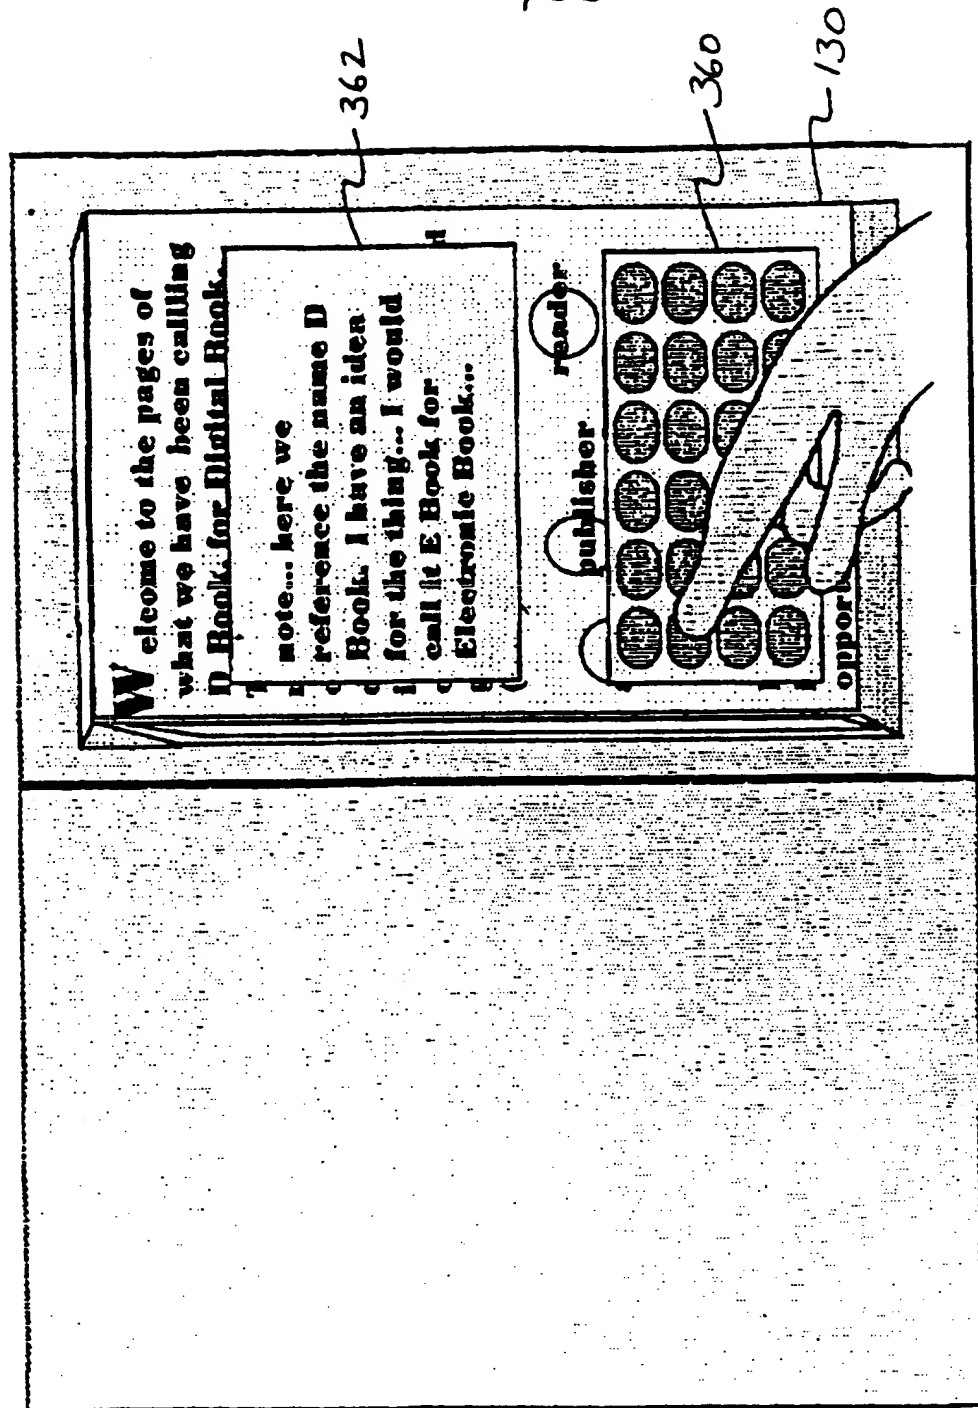 Welcome to the pages of
what we have been calling
D Book, for Digital Book.
note... here we
reference the name D
Book. I have an idea
for the thing... I would
call it E Book for
Electronic Book...
publisher
reader
opport
362
360
130